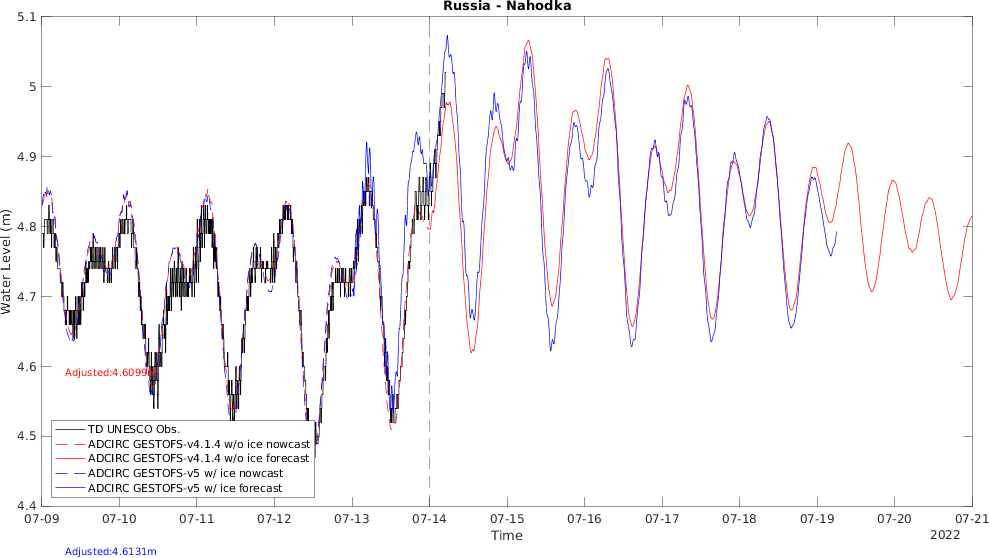 Russia - Nahodka
5.1
5
4.9
4.8
4.7
4.6
4.5
4.4
Water Level (m)
Adjusted:4.6099
TD UNESCO Obs.
ADCIRC GESTOFS-v4.1.4 w/o ice nowcast
ADCIRC GESTOFS-v4.1.4 w/o ice forecast
ADCIRC GESTOFS-v5 w/ ice nowcast
ADCIRC GESTOFS-v5 w/ ice forecast
07-09 07-10 07-11 07-12 07-13 07-14 07-15 07-16 07-17 07-18 07-19 07-20 07-21
Time
2022
Adjusted:4.6131m